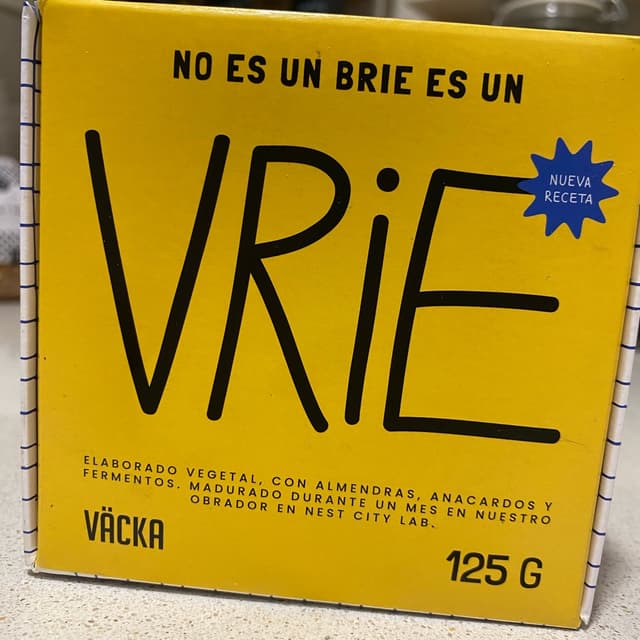 NO ES UN BRIE ES UN
VRiE
NUEVA
RECETA
ELABORADO VEGETAL, CON ALMENDRAS, ANACARDOS Y
FERMENTOS. MADURADO DURANTE UN MES EN NUESTRO
OBRADOR EN NEST CITY LAB.
VÄCKA
125 G